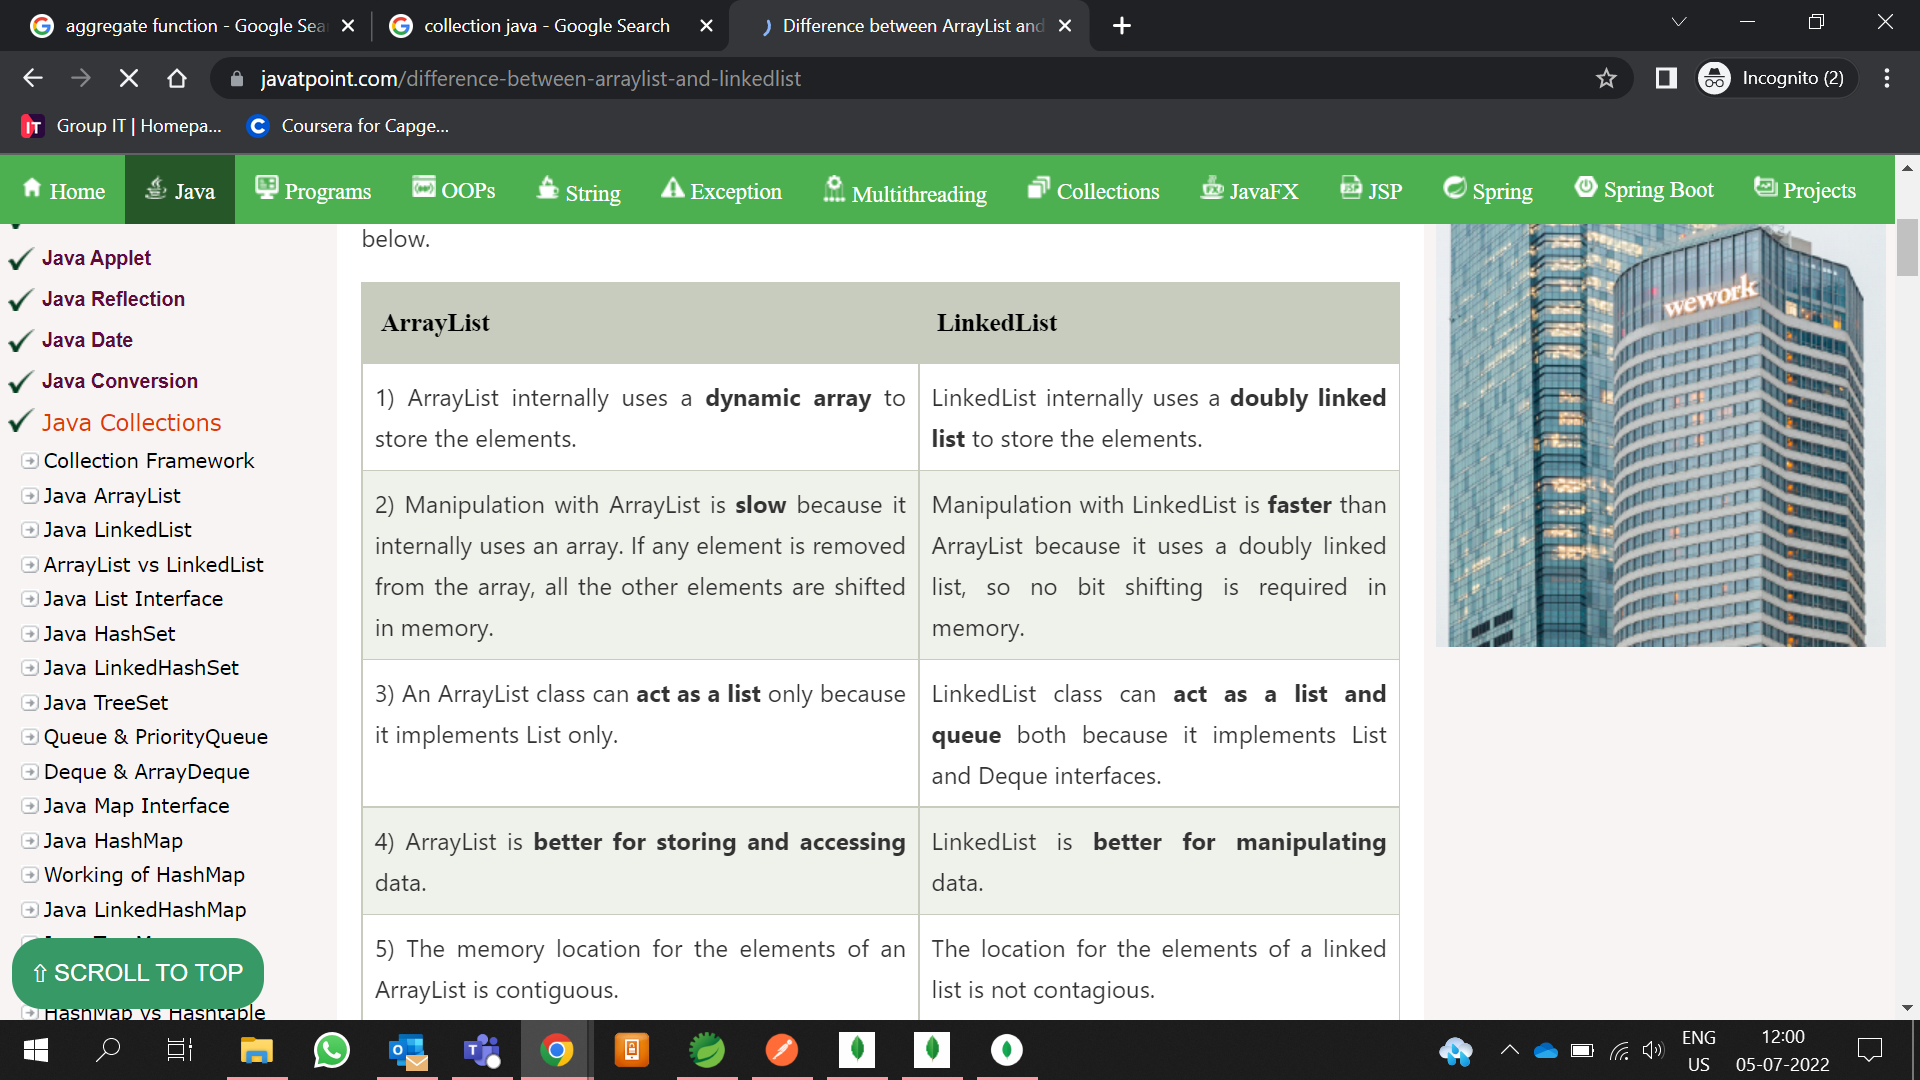 aggregate function - Google Sea
collection java - Google Search
Difference between ArrayList and
javatpoint.com/difference-between-arraylist-and-linkedlist
Incognito (2)
Group IT | Homepa...
Coursera for Capge...
Home
Java
Programs
OOPs
String
Exception
Multithreading
Collections
JavaFX
JSP
Spring
Spring Boot
Projects
Java Applet
Java Reflection
Java Date
Java Conversion
Java Collections
Collection Framework
Java ArrayList
Java LinkedList
ArrayList vs LinkedList
Java List Interface
Java HashSet
Java LinkedHashSet
Java TreeSet
Queue & PriorityQueue
Deque & ArrayDeque
Java Map Interface
Java HashMap
Working of HashMap
Java LinkedHashMap
⇧ SCROLL TO TOP
HashMap vs Hashtable
below.
ArrayList
LinkedList
1) ArrayList internally uses a dynamic array to
store the elements.
LinkedList internally uses a doubly linked
list to store the elements.
2) Manipulation with ArrayList is slow because it
internally uses an array. If any element is removed
from the array, all the other elements are shifted
in memory.
Manipulation with LinkedList is faster than
ArrayList because it uses a doubly linked
list, so no bit shifting is required in
memory.
3) An ArrayList class can act as a list only because
it implements List only.
LinkedList class can act as a list and
queue both because it implements List
and Deque interfaces.
4) ArrayList is better for storing and accessing
data.
LinkedList is better for manipulating
data.
5) The memory location for the elements of an
ArrayList is contiguous.
The location for the elements of a linked
list is not contagious.
wework
ENG
US
12:00
05-07-2022